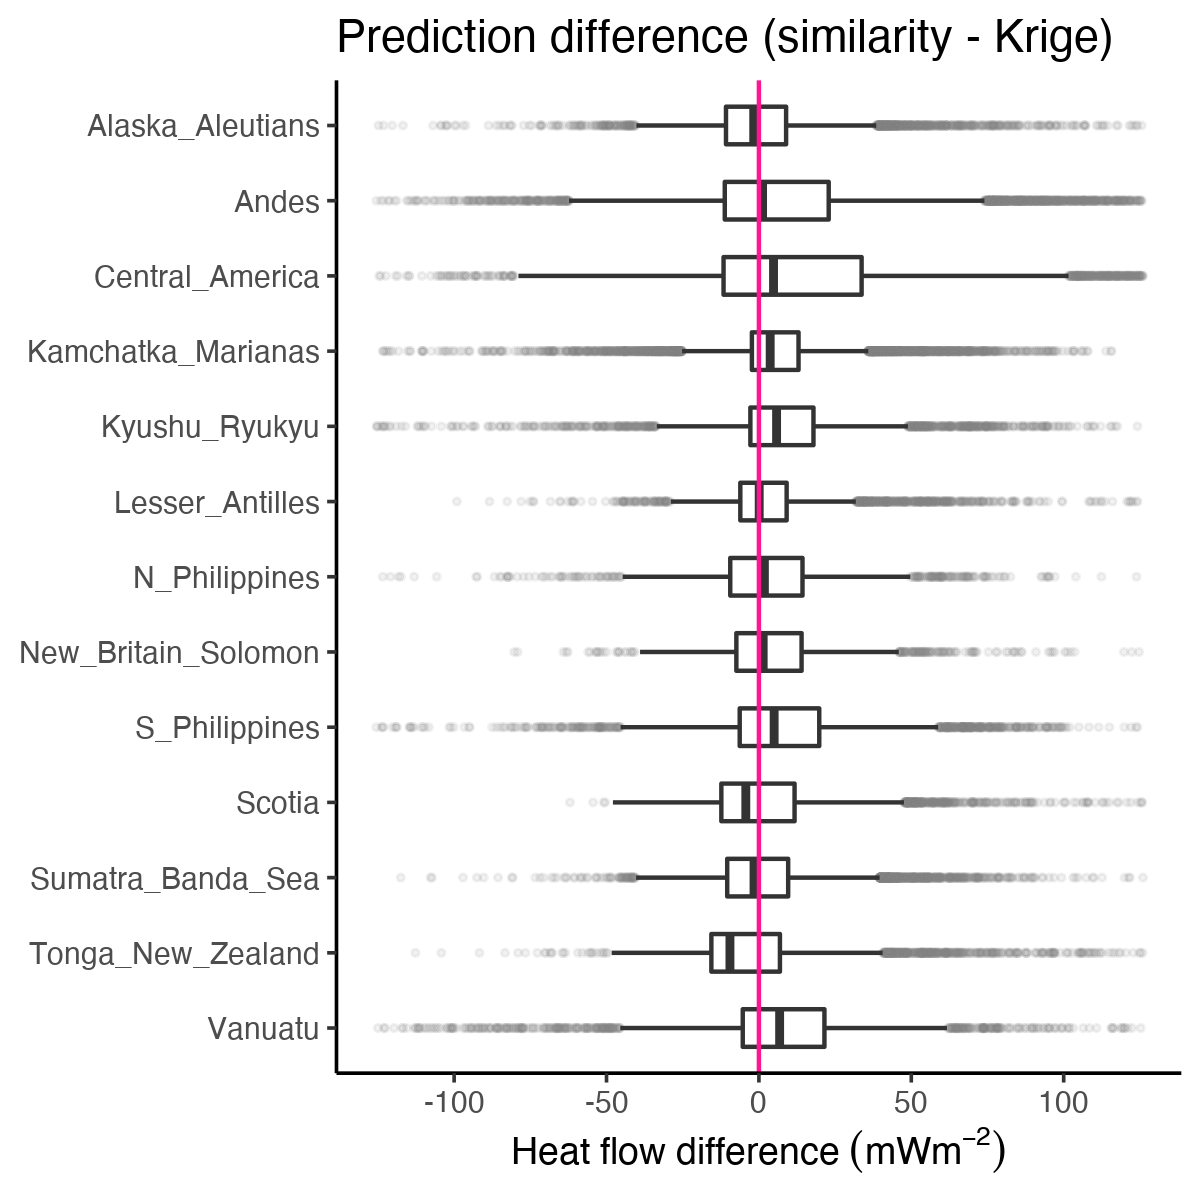 Prediction difference (similarity - Krige)
Alaska_Aleutians
Andes
Central_America
Kamchatka_Marianas
Kyushu_Ryukyu
Lesser_Antilles
N_Philippines
New_Britain_Solomon
S_Philippines
Scotia
Sumatra_Banda_Sea
Tonga_New_Zealand
Vanuatu
-100 -50 0 50 100
Heat flow difference (mWm⁻²)